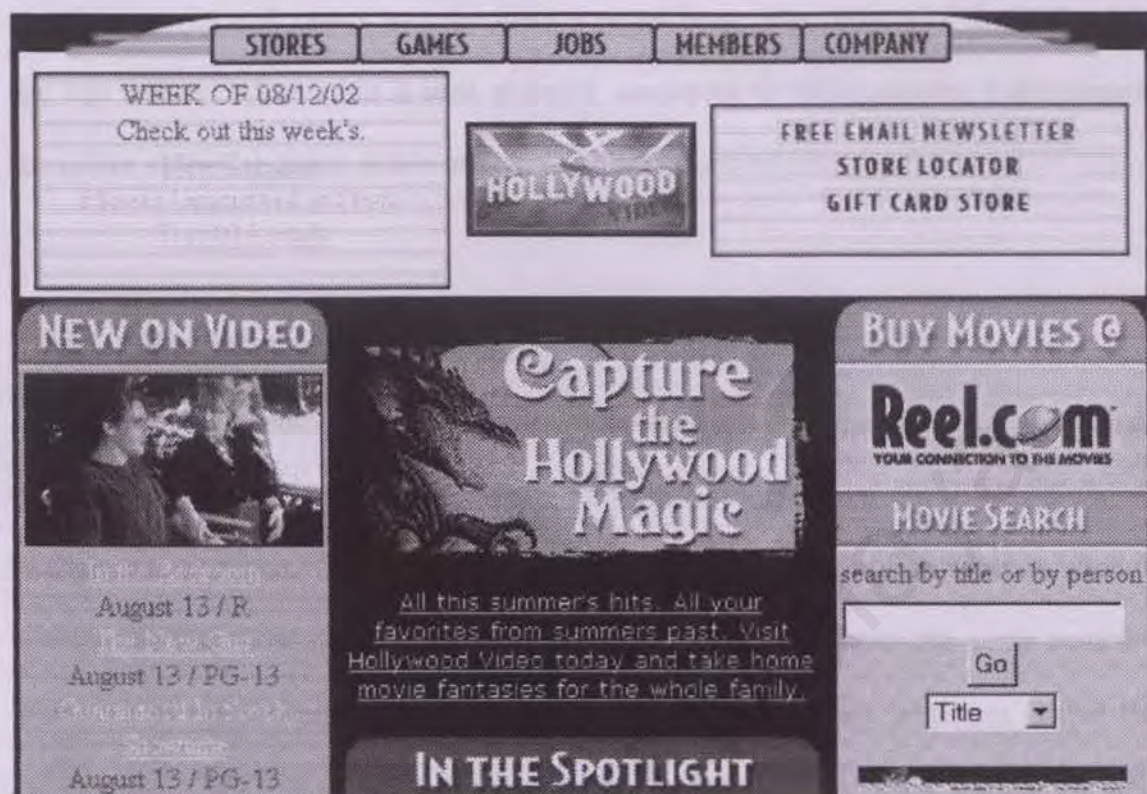 STORES GAMES JOBS MEMBERS COMPANY
WEEK OF 08/12/02
Check out this week's.
HOLLYWOOD
VIDEO
FREE EMAIL NEWSLETTER
STORE LOCATOR
GIFT CARD STORE
NEW ON VIDEO
August 13 / R
The New Guy
August 13 / PG-13
August 13 / PG-13
Capture
the
Hollywood
Magic
All this summer's hits. All your
favorites from summers past. Visit
Hollywood Video today and take home
movie fantasies for the whole family.
IN THE SPOTLIGHT
BUY MOVIES @
Reel.com
YOUR CONNECTION TO THE MOVIES
MOVIE SEARCH
search by title or by person
Go
Title